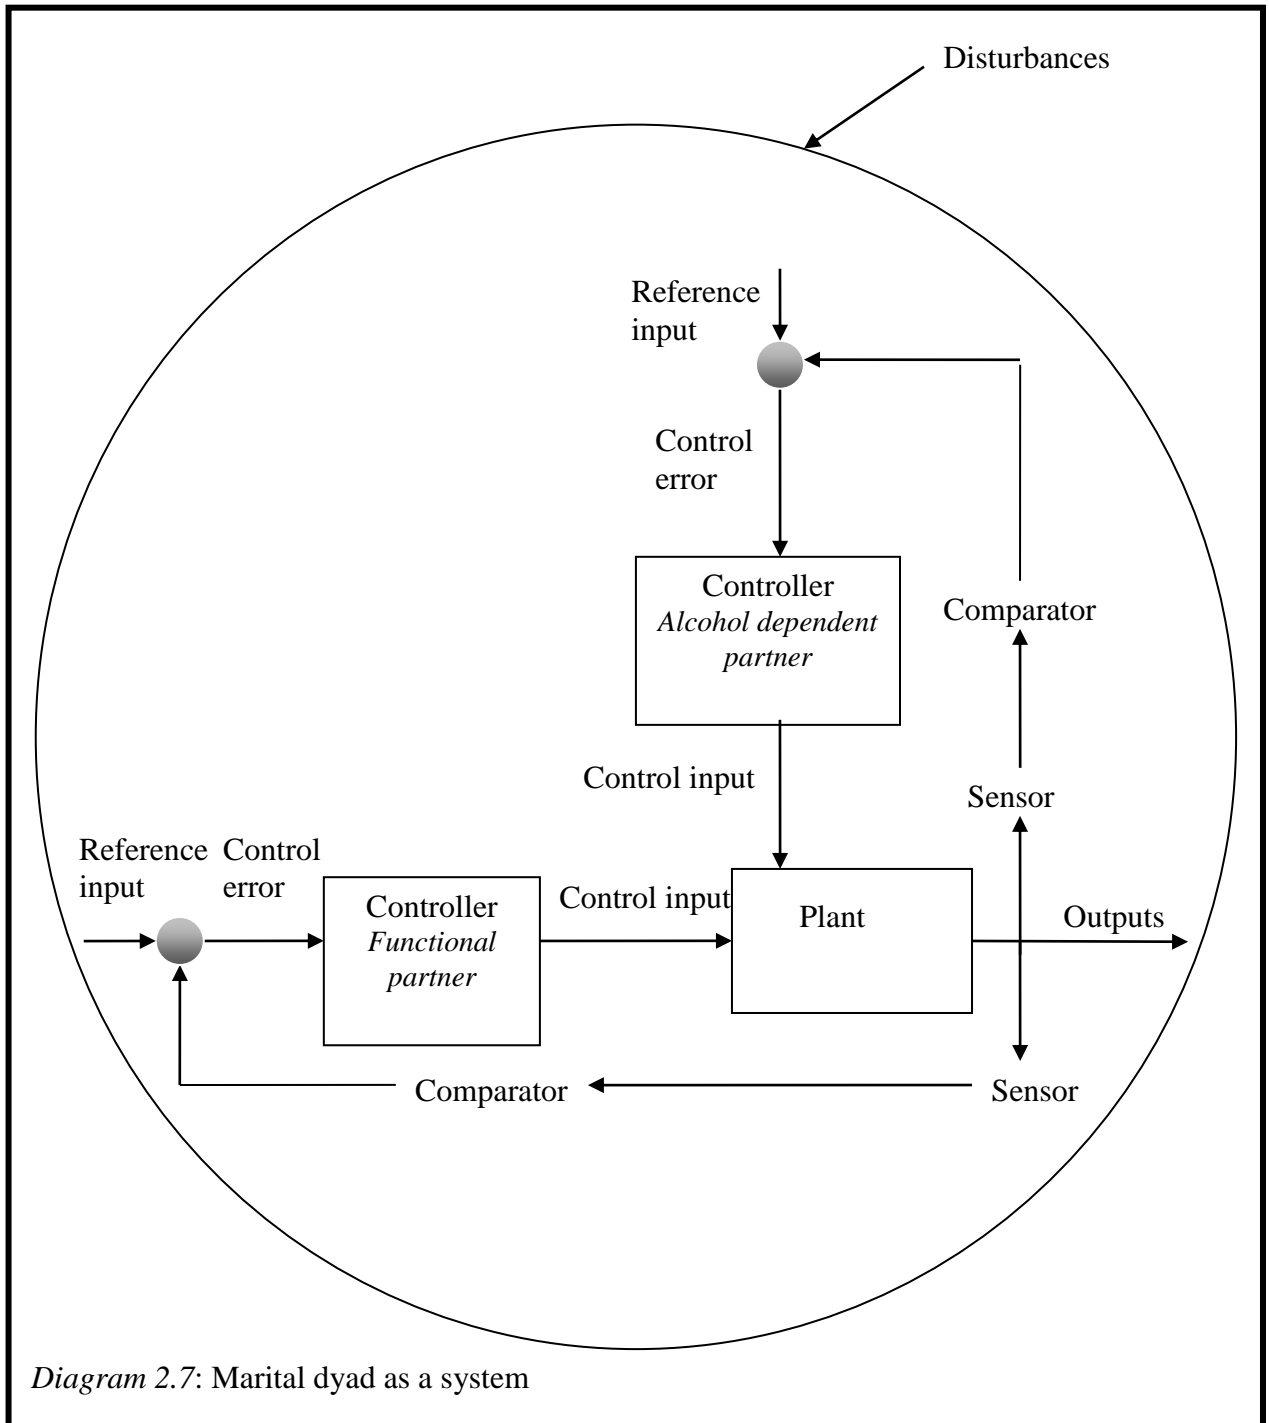 Disturbances
Reference
input
Control
error
Controller
Alcohol dependent
partner
Comparator
Control input
Sensor
Reference
input
Control
error
Controller
Functional
partner
Control input
Plant
Outputs
Comparator
Sensor
Diagram 2.7: Marital dyad as a system